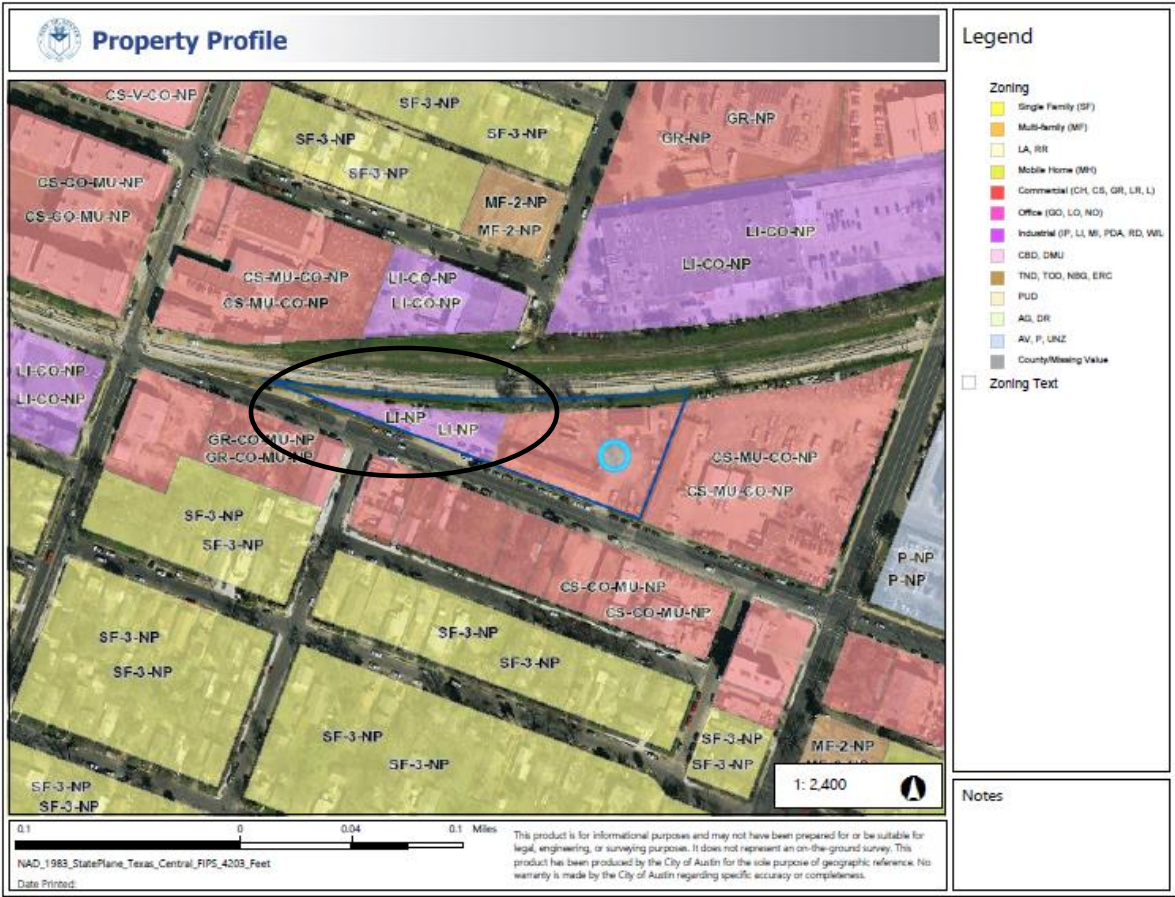 Property Profile
CS-V-CO-NP
SF-3-NP
SF-3-NP
SF-3-NP
SF-3-NP
GR-NP
GR-NP
CS-CO-MU-NP
CS-CO-MU-NP
MF-2-NP
MF-2-NP
LI-CO-NP
LI-CO-NP
CS-MU-CO-NP
CS-MU-CO-NP
LI-CO-NP
LI-CO-NP
LI-CO-NP
LI-CO-NP
LI-NP
LI-NP
GR-CO-MU-NP
GR-CO-MU-NP
CS-MU-CO-NP
CS-MU-CO-NP
SF-3-NP
SF-3-NP
P-NP
P-NP
CS-CO-MU-NP
CS-CO-MU-NP
SF-3-NP
SF-3-NP
SF-3-NP
SF-3-NP
SF-3-NP
SF-3-NP
SF-3-NP
SF-3-NP
MF-2-NP
SF-3-NP
SF-3-NP
1: 2,400
Legend
Zoning
Single Family (SF)
Multi-family (MF)
LA, RR
Mobile Home (MH)
Commercial (CH, CS, GR, LR, L)
Office (GO, LO, NO)
Industrial (IP, LI, MI, PDA, RD, W/L
CBD, DMU
TND, TOD, NBG, ERC
PUD
AG, DR
AV, P, UNZ
County/Missing Value
Zoning Text
Notes
0.1 0 0.04 0.1 Miles
NAD_1983_StatePlane_Texas_Central_FIPS_4203_Feet
Date Printed:
This product is for informational purposes and may not have been prepared for or be suitable for
legal, engineering, or surveying purposes. It does not represent an on-the-ground survey. This
product has been produced by the City of Austin for the sole purpose of geographic reference. No
warranty is made by the City of Austin regarding specific accuracy or completeness.